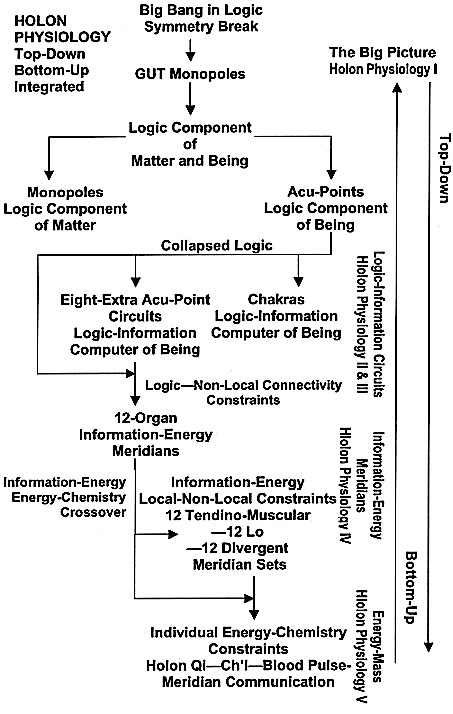 HOLON
PHYSIOLOGY
Top-Down
Bottom-Up
Integrated
Big Bang in Logic
Symmetry Break
GUT Monopoles
The Big Picture
Holon Physiology I
Logic Component
of
Matter and Being
Monopoles
Logic Component
of Matter
Acu-Points
Logic Component
of Being
Collapsed Logic
Eight-Extra Acu-Point
Circuits
Logic-Information
Computer of Being
Chakras
Logic-Information
Computer of Being
Logic—Non-Local Connectivity
Constraints
12-Organ
Information-Energy
Meridians
Information-Energy
Energy-Chemistry
Crossover
Information-Energy
Local-Non-Local Constraints
12 Tendino-Muscular
—12 Lo
—12 Divergent
Meridian Sets
Individual Energy-Chemistry
Constraints
Holon Qi—Ch'i—Blood Pulse-
Meridian Communication
Top-Down
Logic-Information Circuits
Holon Physiology II & III
Information-Energy
Meridians
Holon Physiology IV
Bottom-Up
Energy-Mass
Holon Physiology V